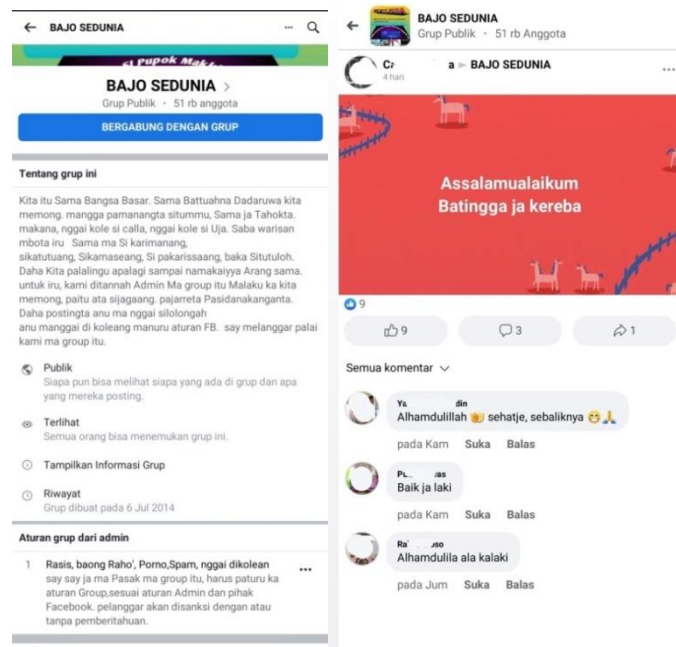 BAJO SEDUNIA
BAJO SEDUNIA
Grup Publik · 51 rb anggota
BERGABUNG DENGAN GRUP
Tentang grup ini
Kita itu Sama Bangsa Basar. Sama Battuahna Dadaruwa kita
memong. mangga pamanangta sitummu, Sama ja Tahokta.
makana, nggai kole si calla, nggai kole si Uja. Saba warisan
mbota iru Sama ma Si karimanang,
sikatutuang, Sikamaseang, Si pakarissaang, baka Situtuloh.
Daha Kita palalingu apalagi sampai namakaiyya Arang sama.
untuk iru, kami ditannah Admin Ma group itu Malaku ka kita
memong, paitu ata sijagaang. pajarreta Pasidanakanganta.
Daha postingta anu ma nggai silolongah
anu manggai di koleang manuru aturan FB. say melanggar palai
kami ma group itu.
Publik
Siapa pun bisa melihat siapa yang ada di grup dan apa
yang mereka posting.
Terlihat
Semua orang bisa menemukan grup ini.
Tampilkan Informasi Grup
Riwayat
Grup dibuat pada 6 Jul 2014
Aturan grup dari admin
1 Rasis, baong Raho', Porno,Spam, nggai dikolean
say say ja ma Pasak ma group itu, harus paturu ka
aturan Group,sesuai aturan Admin dan pihak
Facebook. pelanggar akan disanksi dengan atau
tanpa pemberitahuan.
BAJO SEDUNIA
Grup Publik · 51 rb Anggota
a ▸ BAJO SEDUNIA
4 hari
Assalamualaikum
Batingga ja kereba
9
9
3
1
Semua komentar
din
Alhamdulillah sehatje, sebaliknya
pada Kam Suka Balas
Baik ja laki
pada Kam Suka Balas
Alhamdulila ala kalaki
pada Jum Suka Balas